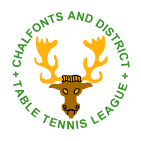 CHALFONTS AND DISTRICT
+ TABLE TENNIS LEAGUE +